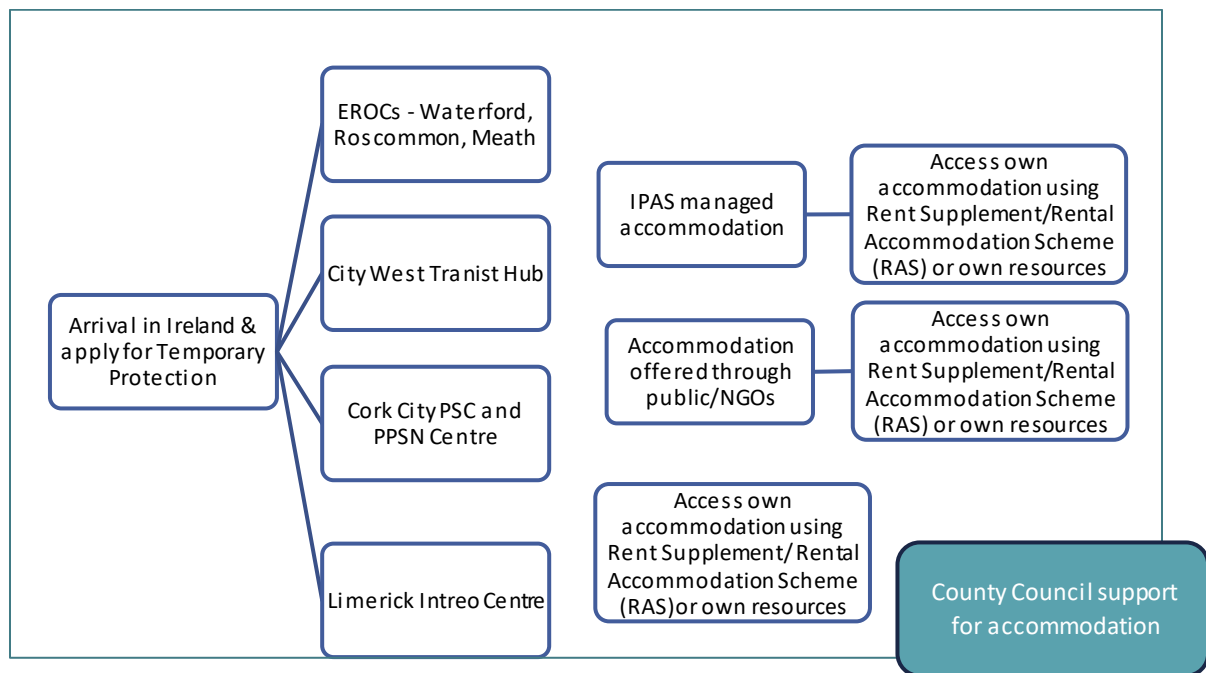 Arrival in Ireland &
apply for Temporary
Protection
EROCs - Waterford,
Roscommon, Meath
City West Tranist Hub
Cork City PSC and
PPSN Centre
Limerick Intreo Centre
IPAS managed
accommodation
Access own
accommodation using
Rent Supplement/Rental
Accommodation Scheme
(RAS) or own resources
Accommodation
offered through
public/NGOs
Access own
accommodation using
Rent Supplement/Rental
Accommodation Scheme
(RAS) or own resources
Access own
accommodation using
Rent Supplement/ Rental
Accommodation Scheme
(RAS)or own resources
County Council support
for accommodation